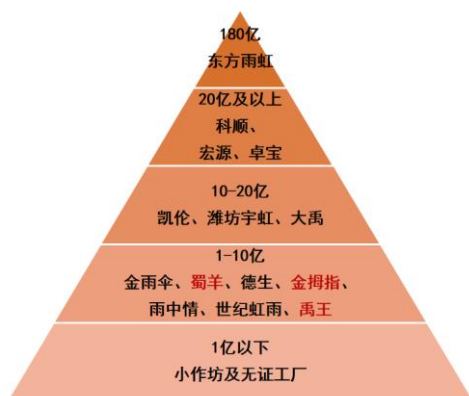 180亿
东方雨虹
20亿及以上
科顺、
宏源、卓宝
10-20亿
凯伦、潍坊宇虹、大禹
1-10亿
金雨伞、蜀羊、德生、金拇指、
雨中情、世纪虹雨、禹王
1亿以下
小作坊及无证工厂